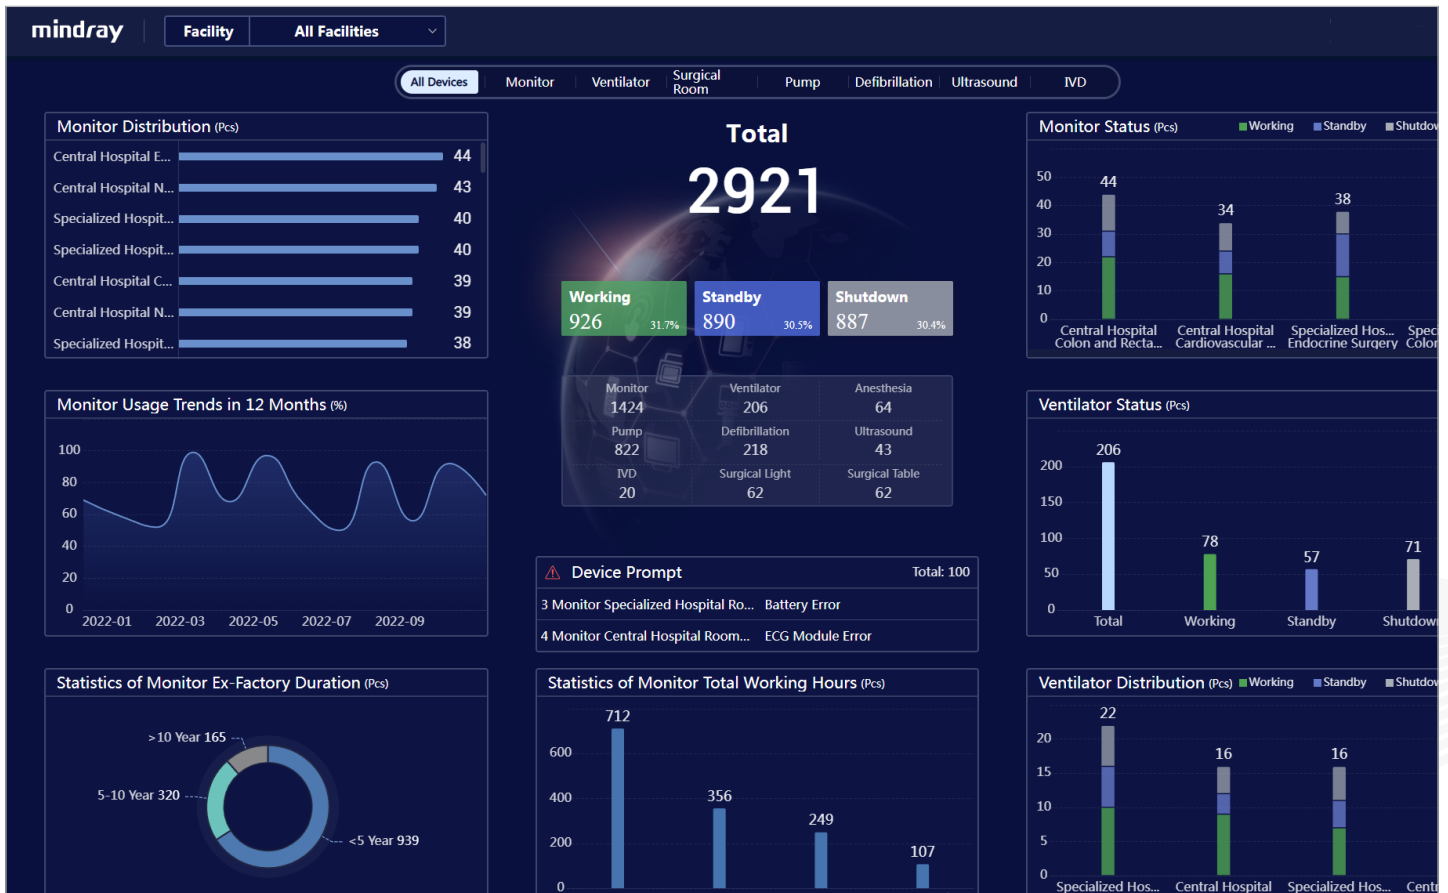 mindray
Facility
All Facilities
All Devices
Monitor
Ventilator
Surgical
Room
Pump
Defibrillation
Ultrasound
IVD
Monitor Distribution (Pcs)
Central Hospital E... 44
Central Hospital N... 43
Specialized Hospit... 40
Specialized Hospit... 40
Central Hospital C... 39
Central Hospital N... 39
Specialized Hospit... 38
Total
2921
Working
926 31.7%
Standby
890 30.5%
Shutdown
887 30.4%
Monitor Ventilator Anesthesia
1424 206 64
Pump Defibrillation Ultrasound
822 218 43
IVD Surgical Light Surgical Table
20 62 62
Monitor Status (Pcs) Working Standby Shutdow
50
40
30
20
10
0
44
34
38
Central Hospital
Colon and Recta...
Central Hospital
Cardiovascular ...
Specialized Hos...
Endocrine Surgery
Speci
Color
Monitor Usage Trends in 12 Months (%)
100
80
60
40
20
0
2022-01 2022-03 2022-05 2022-07 2022-09
Device Prompt Total: 100
3 Monitor Specialized Hospital Ro... Battery Error
4 Monitor Central Hospital Room... ECG Module Error
Ventilator Status (Pcs)
200
150
100
50
0
206
78
57
71
Total Working Standby Shutdow
Statistics of Monitor Ex-Factory Duration (Pcs)
>10 Year 165
5-10 Year 320
<5 Year 939
Statistics of Monitor Total Working Hours (Pcs)
600
400
200
0
712
356
249
107
Ventilator Distribution (Pcs) Working Standby Shutdow
20
15
10
5
0
22
16
16
Specialized Hos... Central Hospital Specialized Hos... Centr